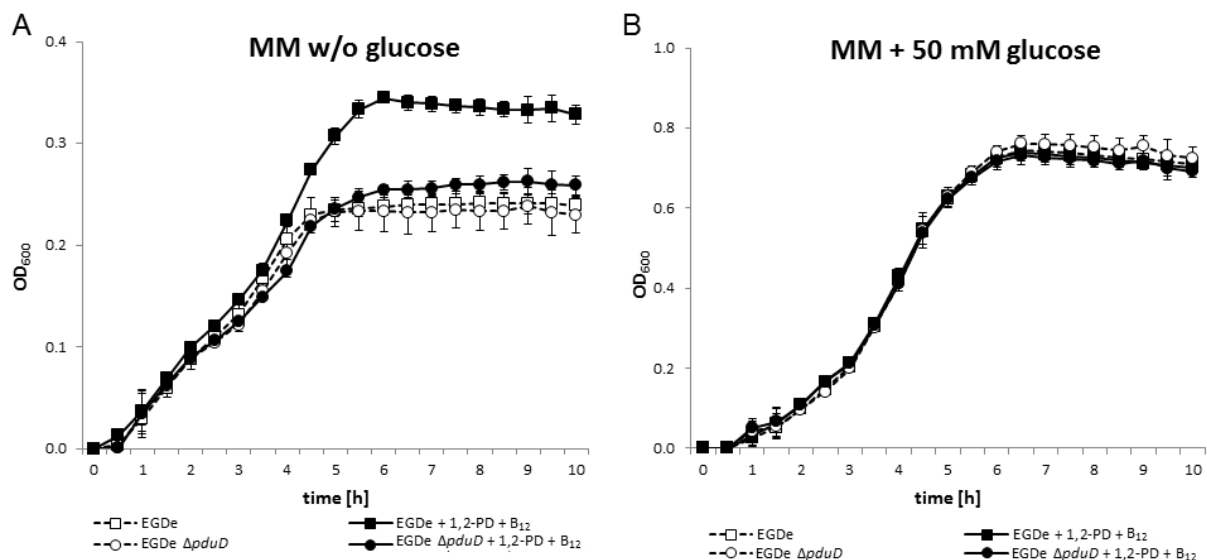 A
MM w/o glucose
0.4
0.3
0.2
0.1
0.0
OD600
0 1 2 3 4 5 6 7 8 9 10
time [h]
EGDe
EGDe + 1,2-PD + B12
EGDe ΔpduD
EGDe ΔpduD + 1,2-PD + B12
B
MM + 50 mM glucose
1.0
0.8
0.6
0.4
0.2
0.0
OD600
0 1 2 3 4 5 6 7 8 9 10
time [h]
EGDe
EGDe + 1,2-PD + B12
EGDe ΔpduD
EGDe ΔpduD + 1,2-PD + B12